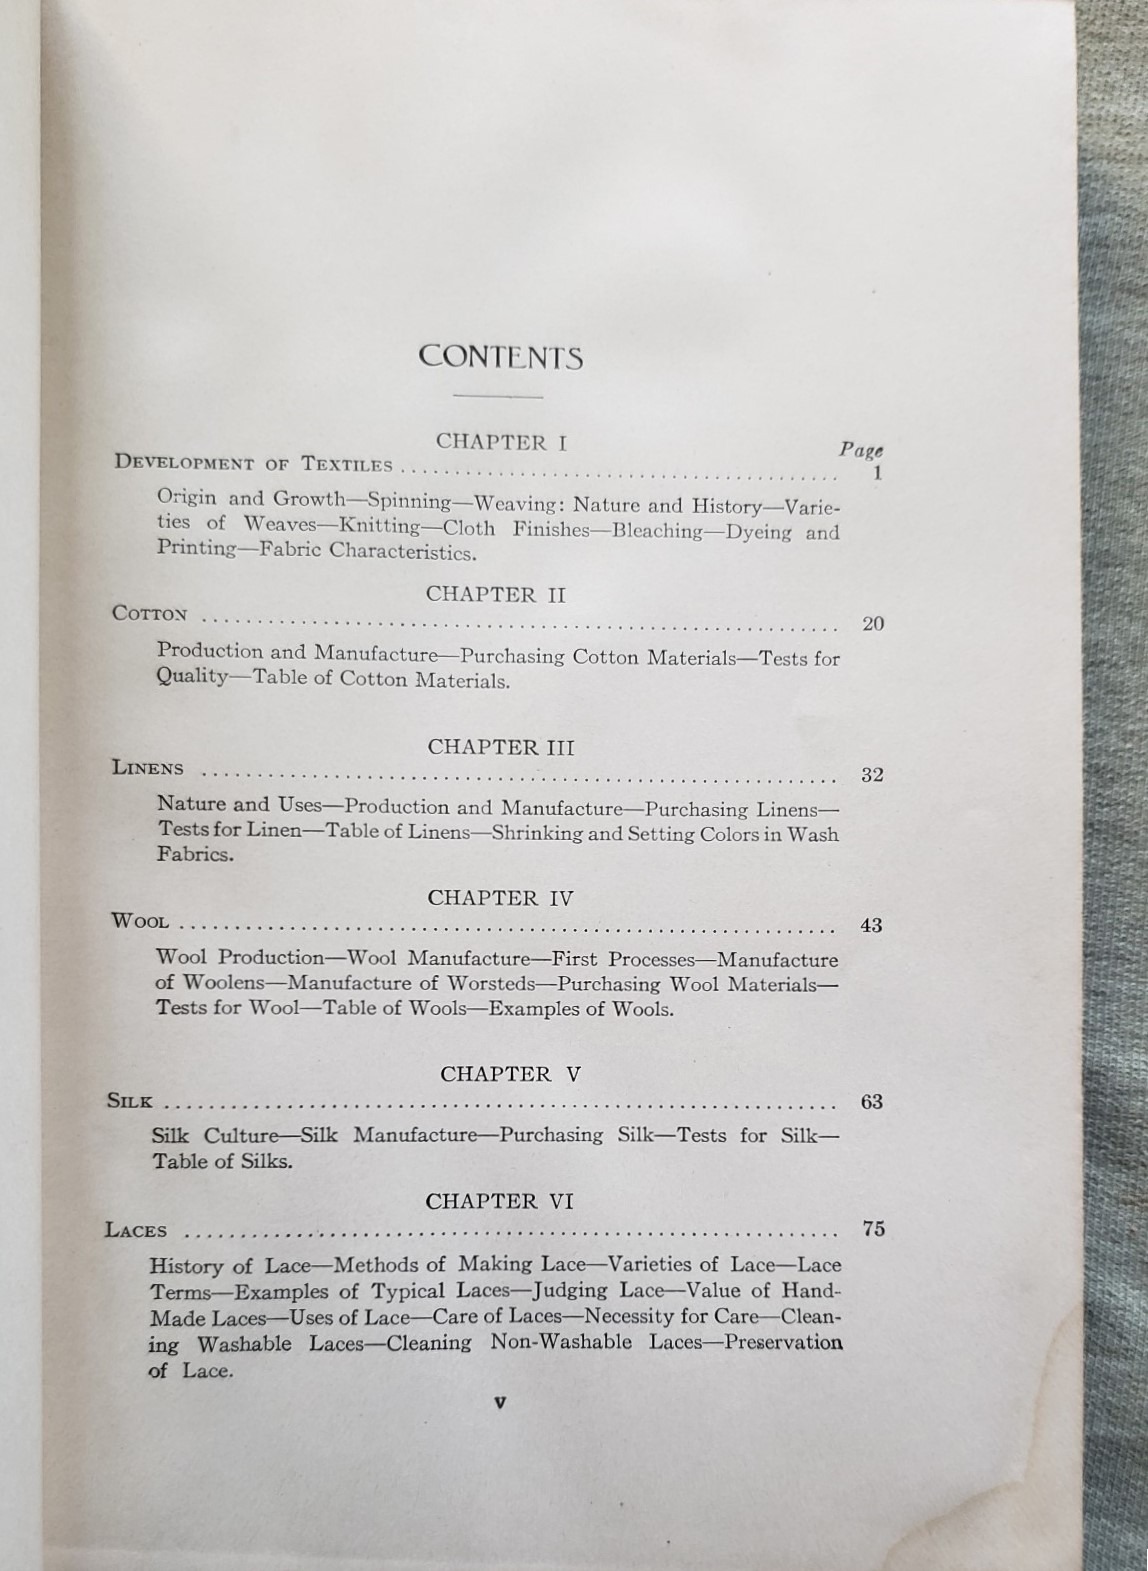 CONTENTS
CHAPTER I
Page
DEVELOPMENT OF TEXTILES ........................................ 1
Origin and Growth—Spinning—Weaving: Nature and History—Varie-
ties of Weaves—Knitting—Cloth Finishes—Bleaching—Dyeing and
Printing—Fabric Characteristics.
CHAPTER II
COTTON ........................................................ 20
Production and Manufacture—Purchasing Cotton Materials—Tests for
Quality—Table of Cotton Materials.
CHAPTER III
LINENS ........................................................ 32
Nature and Uses—Production and Manufacture—Purchasing Linens—
Tests for Linen—Table of Linens—Shrinking and Setting Colors in Wash
Fabrics.
CHAPTER IV
WOOL .......................................................... 43
Wool Production—Wool Manufacture—First Processes—Manufacture
of Woolens—Manufacture of Worsteds—Purchasing Wool Materials—
Tests for Wool—Table of Wools—Examples of Wools.
CHAPTER V
SILK ........................................................... 63
Silk Culture—Silk Manufacture—Purchasing Silk—Tests for Silk—
Table of Silks.
CHAPTER VI
LACES ......................................................... 75
History of Lace—Methods of Making Lace—Varieties of Lace—Lace
Terms—Examples of Typical Laces—Judging Lace—Value of Hand-
Made Laces—Uses of Lace—Care of Laces—Necessity for Care—Clean-
ing Washable Laces—Cleaning Non-Washable Laces—Preservation
of Lace.
v